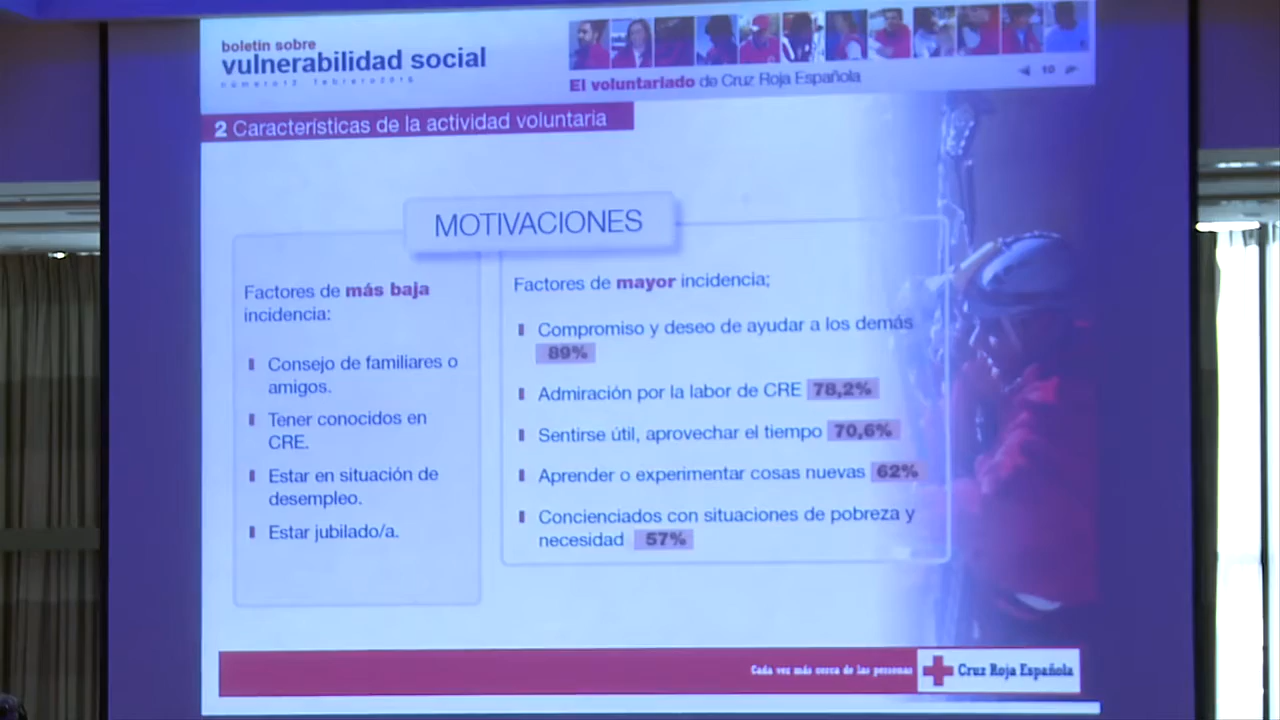 boletin sobre
vulnerabilidad social
número12 febrero2016
El voluntariado de Cruz Roja Española
10
2 Características de la actividad voluntaria
MOTIVACIONES
Factores de más baja
incidencia:
Consejo de familiares o
amigos.
Tener conocidos en
CRE.
Estar en situación de
desempleo.
Estar jubilado/a.
Factores de mayor incidencia;
Compromiso y deseo de ayudar a los demás
89%
Admiración por la labor de CRE 78,2%
Sentirse útil, aprovechar el tiempo 70,6%
Aprender o experimentar cosas nuevas 62%
Concienciados con situaciones de pobreza y
necesidad 57%
Cada vez más cerca de las personas
Cruz Roja Española